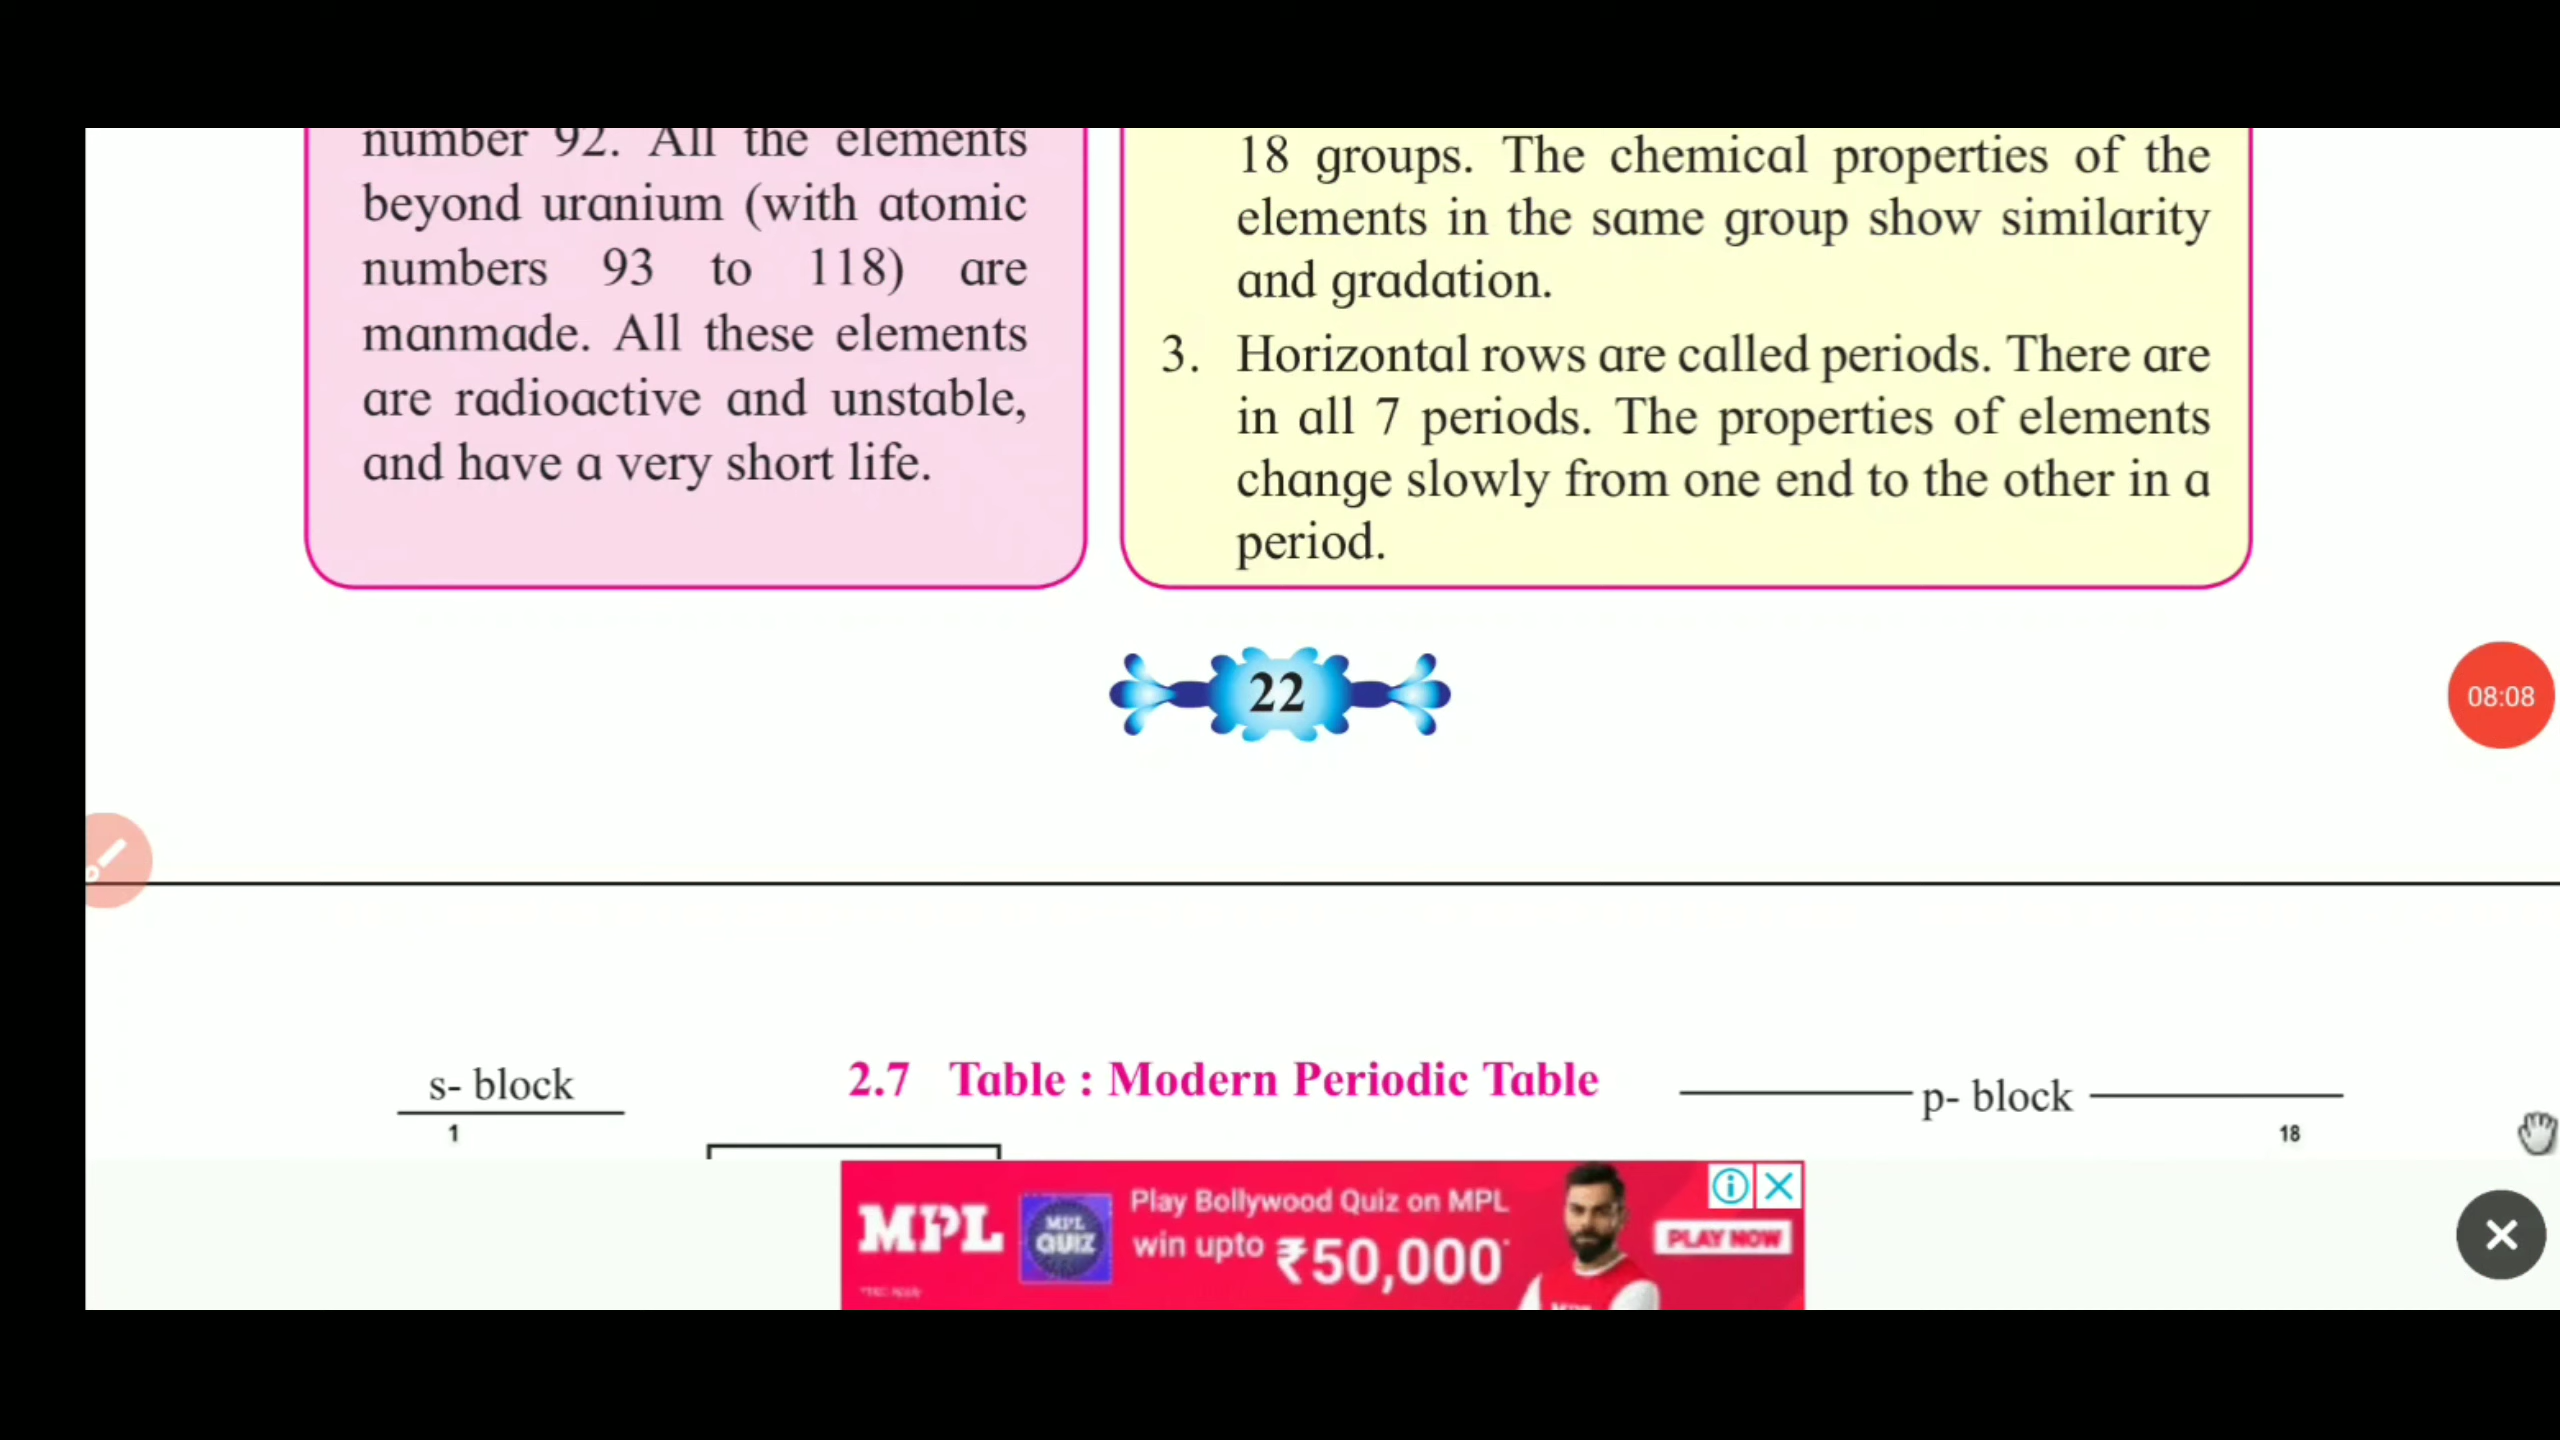 number 92. All the elements
beyond uranium (with atomic
numbers 93 to 118) are
manmade. All these elements
are radioactive and unstable,
and have a very short life.
18 groups. The chemical properties of the
elements in the same group show similarity
and gradation.
3. Horizontal rows are called periods. There are
in all 7 periods. The properties of elements
change slowly from one end to the other in a
period.
22
08:08
s- block
2.7 Table : Modern Periodic Table
p- block
1
18
MPL
MPL
QUIZ
Play Bollywood Quiz on MPL
win upto ₹50,000*
PLAY NOW